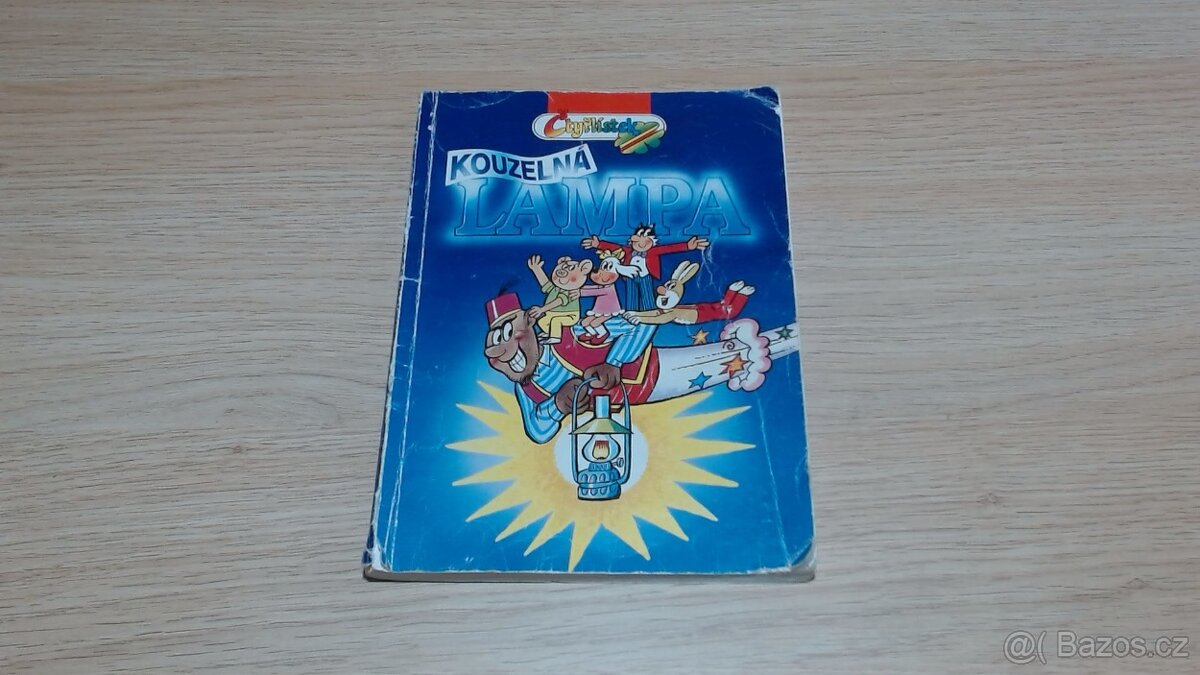 Čtyřlístek
KOUZELNÁ
LAMPA
@( Bazos.cz